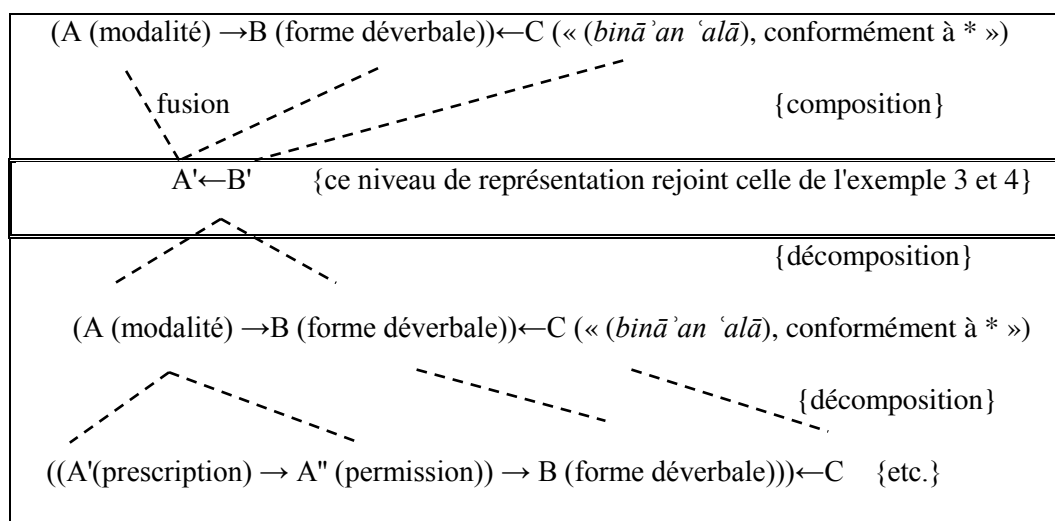 (A (modalité) →B (forme déverbale))←C (« (binā ʾan ʿalā), conformément à * »)
fusion {composition}
A'←B' {ce niveau de représentation rejoint celle de l'exemple 3 et 4}
{décomposition}
(A (modalité) →B (forme déverbale))←C (« (binā ʾan ʿalā), conformément à * »)
{décomposition}
((A'(prescription) → A'' (permission)) → B (forme déverbale)))←C {etc.}